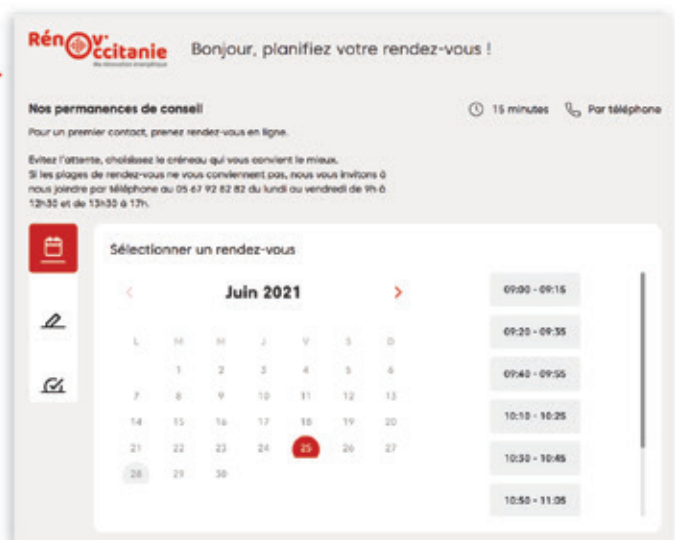 Rénov'Occitanie
Ma rénovation énergétique
Bonjour, planifiez votre rendez-vous !
Nos permanences de conseil
15 minutes
Par téléphone
Pour un premier contact, prenez rendez-vous en ligne.
Evitez l'attente, choisissez le créneau qui vous convient le mieux.
Si les plages de rendez-vous ne vous conviennent pas, nous vous invitons à
nous joindre par téléphone au 05 67 92 82 82 du lundi au vendredi de 9h à
12h30 et de 13h30 à 17h.
Sélectionner un rendez-vous
Juin 2021
L M M J V S D
1 2 3 4 5 6
7 8 9 10 11 12 13
14 15 16 17 18 19 20
21 22 23 24 25 26 27
28 29 30
09:00 - 09:15
09:20 - 09:35
09:40 - 09:55
10:10 - 10:25
10:30 - 10:45
10:50 - 11:05